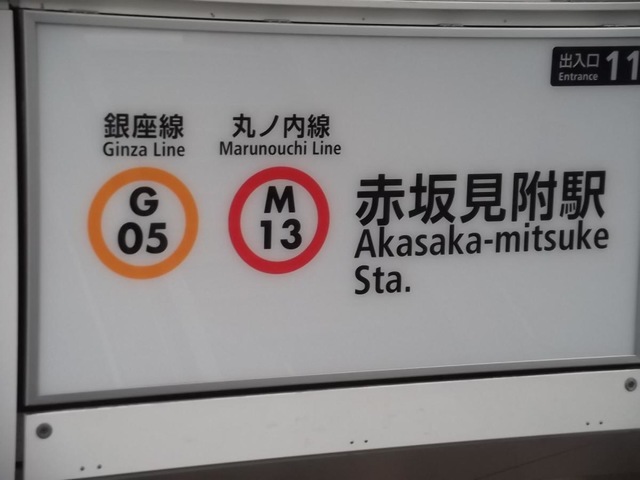 出入口
Entrance
11
銀座線
Ginza Line
G
05
丸ノ内線
Marunouchi Line
M
13
赤坂見附駅
Akasaka-mitsuke
Sta.